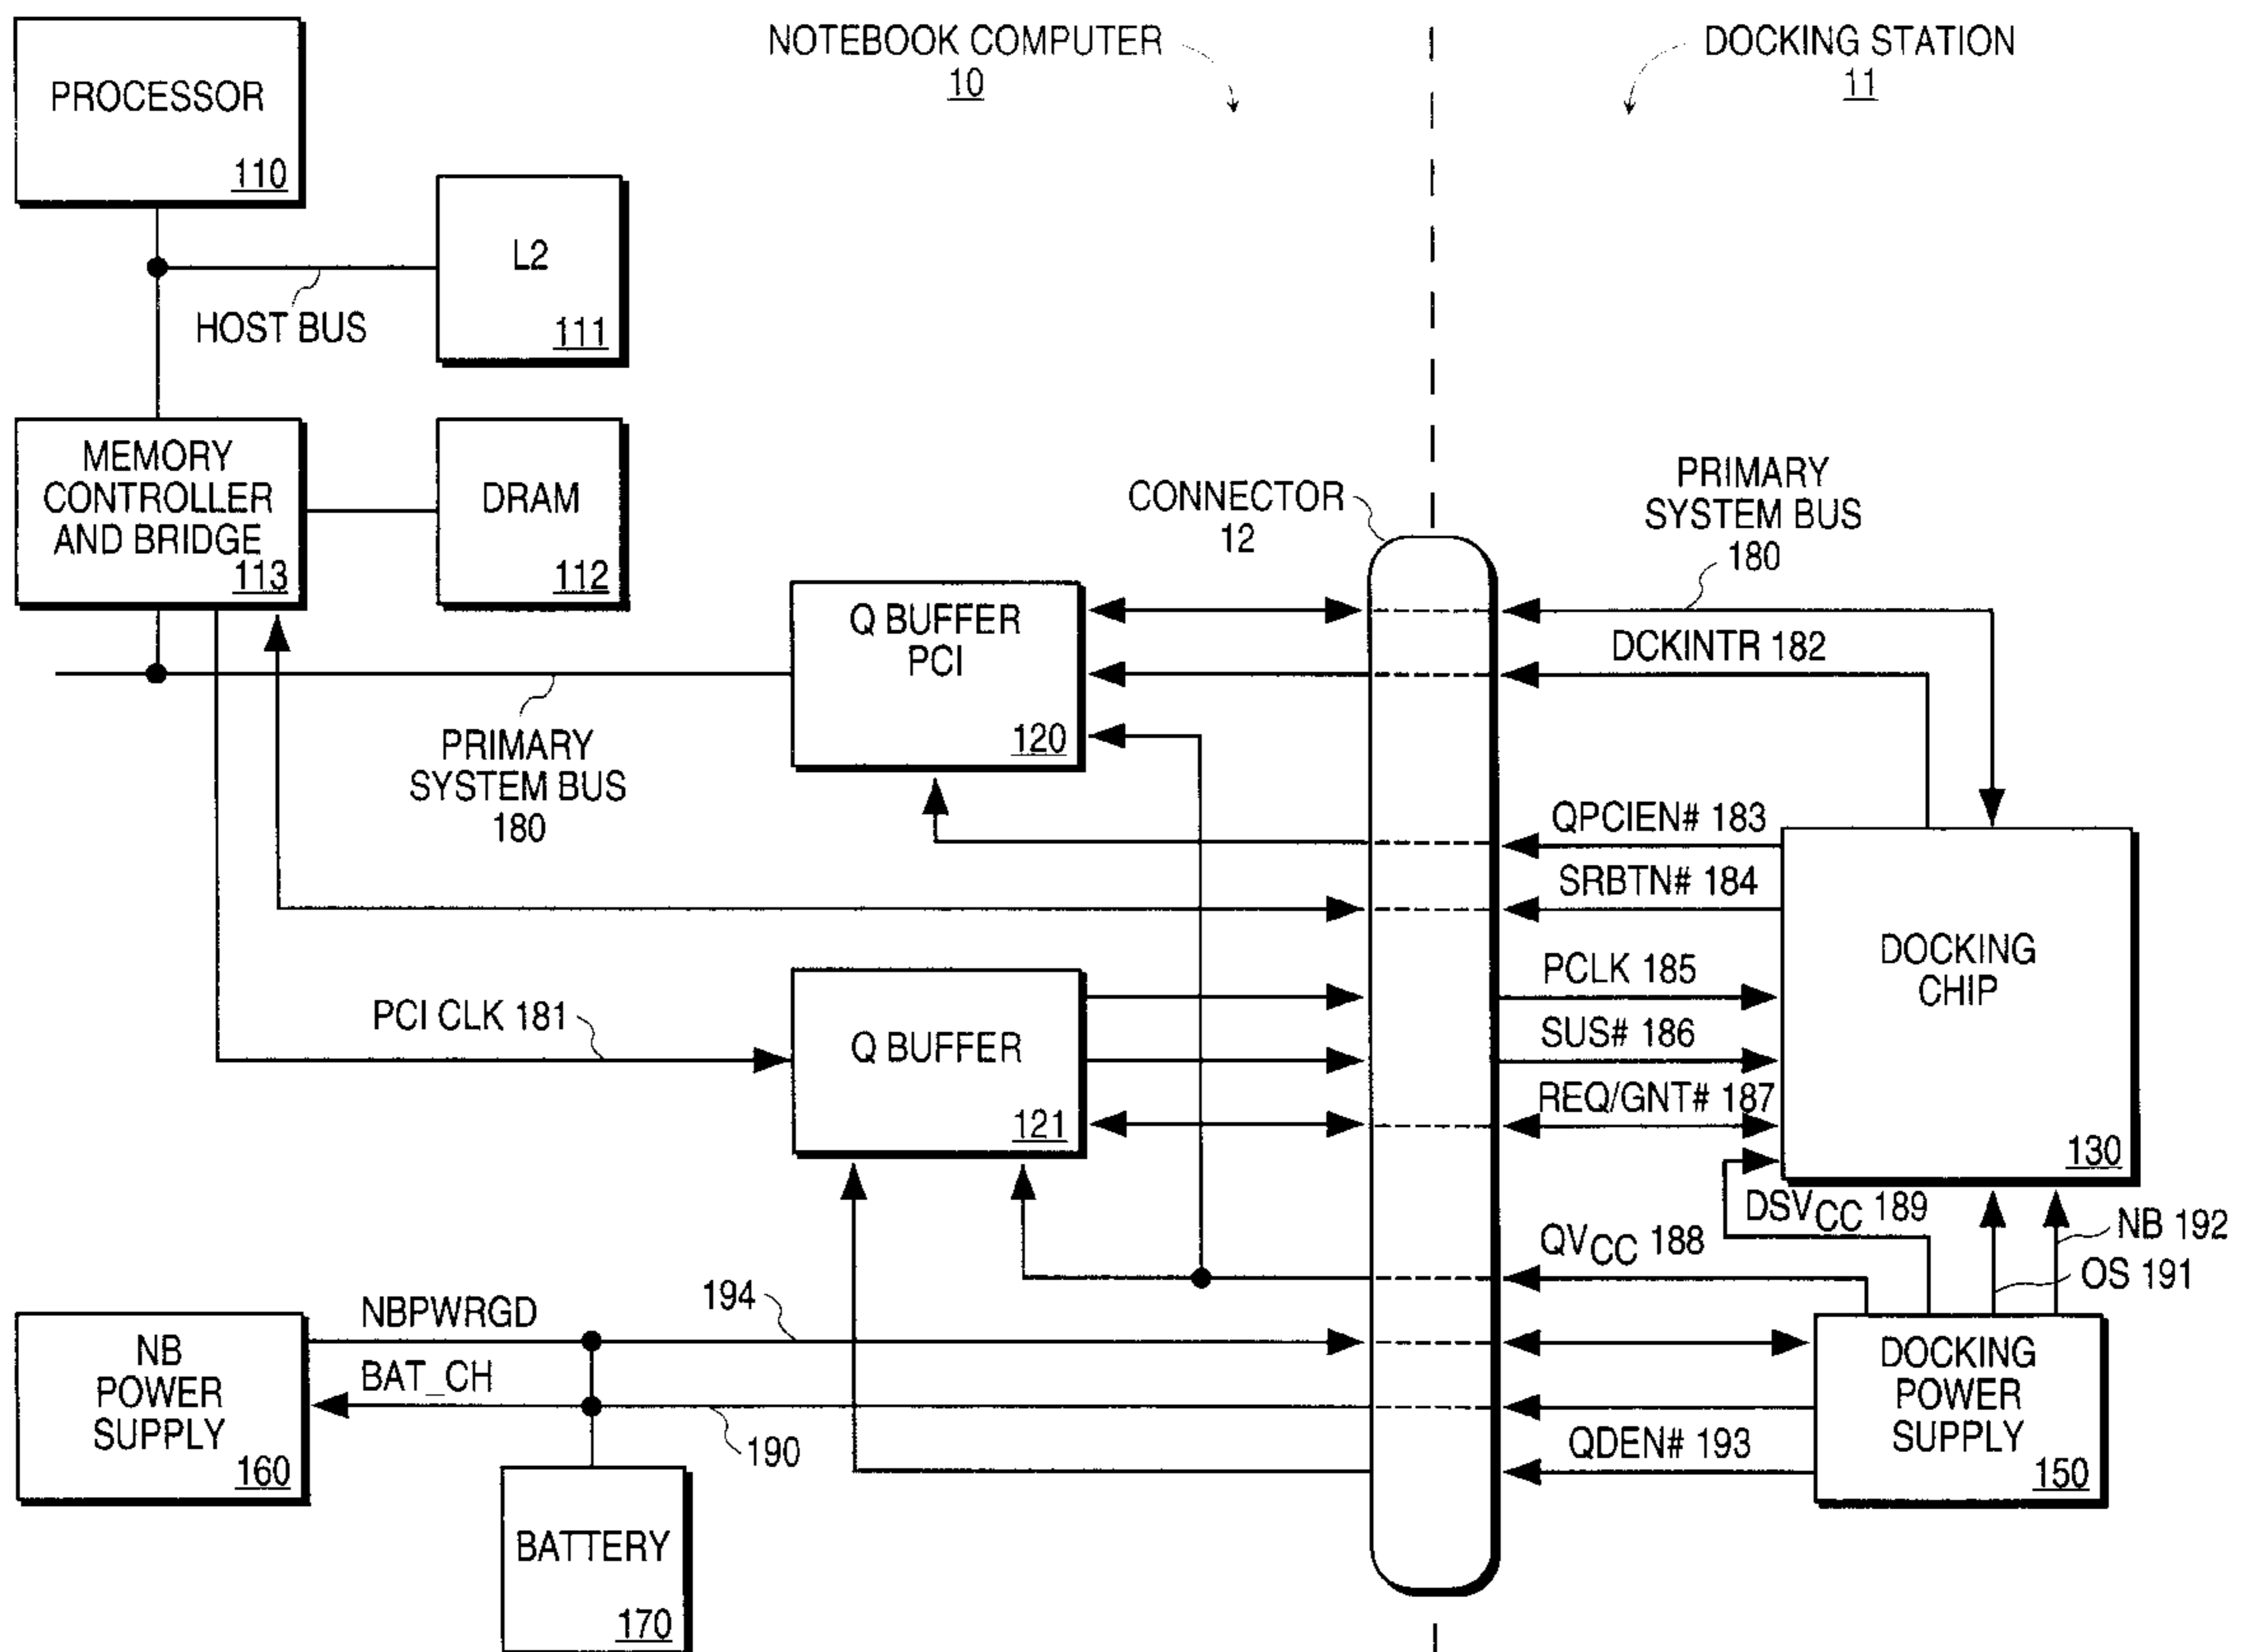 NOTEBOOK COMPUTER
10
DOCKING STATION
11
PROCESSOR
110
L2
111
HOST BUS
MEMORY
CONTROLLER
AND BRIDGE
113
DRAM
112
CONNECTOR
12
PRIMARY
SYSTEM BUS
180
Q BUFFER
PCI
120
DCKINTR 182
PRIMARY
SYSTEM BUS
180
QPCIEN# 183
SRBTN# 184
DOCKING
CHIP
130
PCI CLK 181
Q BUFFER
121
PCLK 185
SUS# 186
REQ/GNT# 187
DSVCC 189
QVCC 188
NB 192
OS 191
NB
POWER
SUPPLY
160
NBPWRGD
194
BAT_CH
190
BATTERY
170
QDEN# 193
DOCKING
POWER
SUPPLY
150